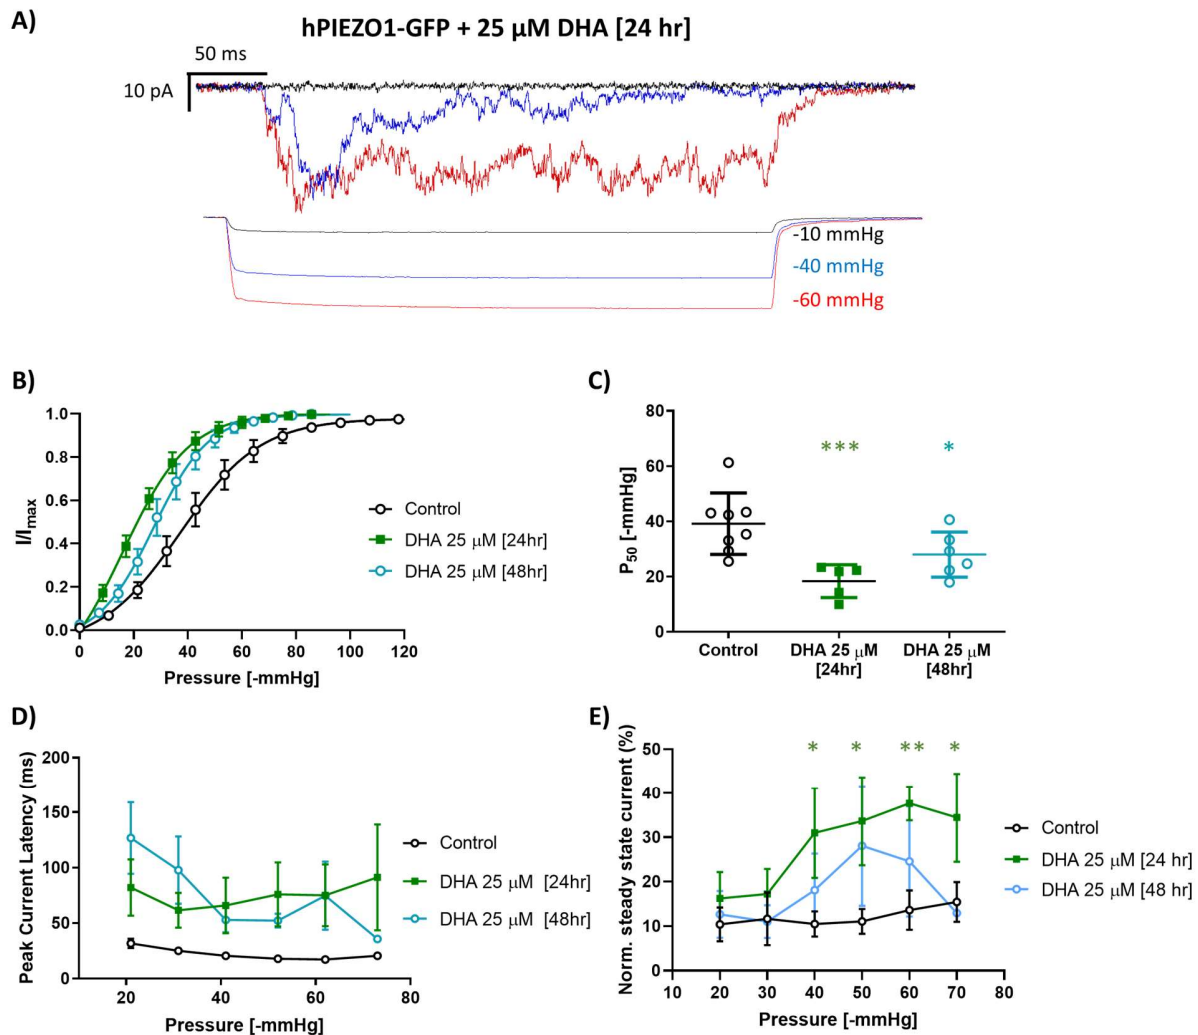 A)
hPIEZO1-GFP + 25 µM DHA [24 hr]
50 ms
10 pA
-10 mmHg
-40 mmHg
-60 mmHg
B)
I/Imax
1.0
0.8
0.6
0.4
0.2
0.0
0 20 40 60 80 100 120
Pressure [-mmHg]
Control
DHA 25 µM [24hr]
DHA 25 µM [48hr]
C)
P50 [-mmHg]
80
60
40
20
0
***
*
Control
DHA 25 µM
[24hr]
DHA 25 µM
[48hr]
D)
Peak Current Latency (ms)
200
150
100
50
0
20 40 60 80
Pressure [-mmHg]
Control
DHA 25 µM [24hr]
DHA 25 µM [48hr]
E)
Norm. steady state current (%)
50
40
30
20
10
0
* * ** *
10 20 30 40 50 60 70 80
Pressure [-mmHg]
Control
DHA 25 µM [24 hr]
DHA 25 µM [48 hr]